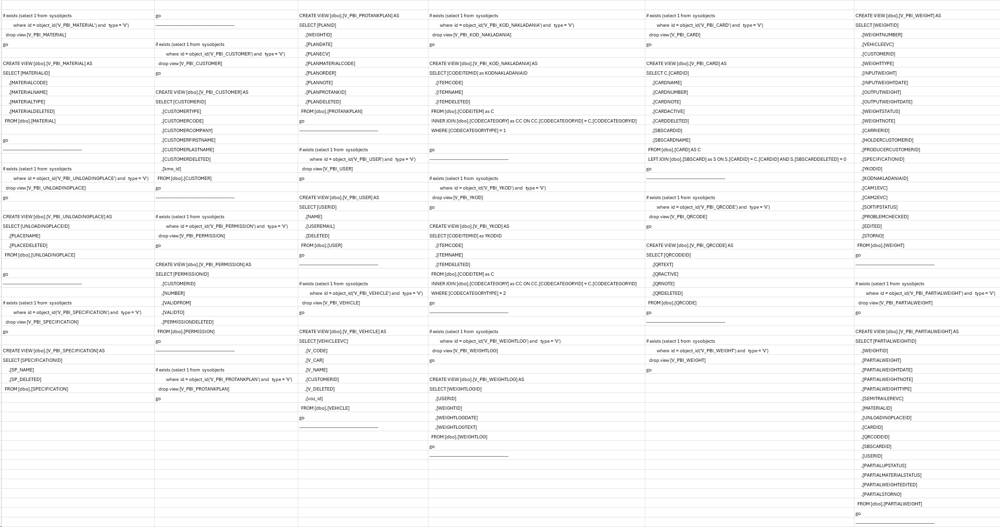 if exists (select 1 from  sysobjects
where  id = object_id('V_PBI_MATERIAL') and   type = 'V')
drop view [V_PBI_MATERIAL]
go
CREATE VIEW [dbo].[V_PBI_MATERIAL] AS
SELECT [MATERIALID]
,[MATERIALCODE]
,[MATERIALNAME]
,[MATERIALTYPE]
,[MATERIALDELETED]
FROM [dbo].[MATERIAL]
go
-------------------------------------------------------
if exists (select 1 from  sysobjects
where  id = object_id('V_PBI_UNLOADINGPLACE') and   type = 'V')
drop view [V_PBI_UNLOADINGPLACE]
go
CREATE VIEW [dbo].[V_PBI_UNLOADINGPLACE] AS
SELECT [UNLOADINGPLACEID]
,[PLACENAME]
,[PLACEDELETED]
FROM [dbo].[UNLOADINGPLACE]
go
-------------------------------------------------------
if exists (select 1 from  sysobjects
where  id = object_id('V_PBI_SPECIFICATION') and   type = 'V')
drop view [V_PBI_SPECIFICATION]
go
CREATE VIEW [dbo].[V_PBI_SPECIFICATION] AS
SELECT [SPECIFICATIONID]
,[SP_NAME]
,[SP_DELETED]
FROM [dbo].[SPECIFICATION]
go
-------------------------------------------------------
if exists (select 1 from  sysobjects
where  id = object_id('V_PBI_CUSTOMER') and   type = 'V')
drop view [V_PBI_CUSTOMER]
go
CREATE VIEW [dbo].[V_PBI_CUSTOMER] AS
SELECT [CUSTOMERID]
,[CUSTOMERTYPE]
,[CUSTOMERCODE]
,[CUSTOMERCOMPANY]
,[CUSTOMERFIRSTNAME]
,[CUSTOMERLASTNAME]
,[CUSTOMERDELETED]
,[kme_id]
FROM [dbo].[CUSTOMER]
go
-------------------------------------------------------
if exists (select 1 from  sysobjects
where  id = object_id('V_PBI_PERMISSION') and   type = 'V')
drop view [V_PBI_PERMISSION]
go
CREATE VIEW [dbo].[V_PBI_PERMISSION] AS
SELECT [PERMISSIONID]
,[CUSTOMERID]
,[NUMBER]
,[VALIDFROM]
,[VALIDTO]
,[PERMISSIONDELETED]
FROM [dbo].[PERMISSION]
go
-------------------------------------------------------
if exists (select 1 from  sysobjects
where  id = object_id('V_PBI_PROTANKPLAN') and   type = 'V')
drop view [V_PBI_PROTANKPLAN]
go
CREATE VIEW [dbo].[V_PBI_PROTANKPLAN] AS
SELECT [PLANID]
,[WEIGHTID]
,[PLANDATE]
,[PLANECV]
,[PLANMATERIALCODE]
,[PLANORDER]
,[PLANNOTE]
,[PLANPROTANKID]
,[PLANDELETED]
FROM [dbo].[PROTANKPLAN]
go
-------------------------------------------------------
if exists (select 1 from  sysobjects
where  id = object_id('V_PBI_USER') and   type = 'V')
drop view [V_PBI_USER]
go
CREATE VIEW [dbo].[V_PBI_USER] AS
SELECT [USERID]
,[NAME]
,[USEREMAIL]
,[DELETED]
FROM [dbo].[USER]
go
-------------------------------------------------------
if exists (select 1 from  sysobjects
where  id = object_id('V_PBI_VEHICLE') and   type = 'V')
drop view [V_PBI_VEHICLE]
go
CREATE VIEW [dbo].[V_PBI_VEHICLE] AS
SELECT [VEHICLEEVC]
,[V_CODE]
,[V_CAR]
,[V_NAME]
,[CUSTOMERID]
,[V_DELETED]
,[voz_id]
FROM [dbo].[VEHICLE]
go
-------------------------------------------------------
if exists (select 1 from  sysobjects
where  id = object_id('V_PBI_KOD_NAKLADANIA') and   type = 'V')
drop view [V_PBI_KOD_NAKLADANIA]
go
CREATE VIEW [dbo].[V_PBI_KOD_NAKLADANIA] AS
SELECT [CODEITEMID] as KODNAKLADANIAID
,[ITEMCODE]
,[ITEMNAME]
,[ITEMDELETED]
FROM [dbo].[CODEITEM] as C
INNER JOIN [dbo].[CODECATEGORY] as CC ON CC.[CODECATEGORYID] = C.[CODECATEGORYID]
WHERE [CODECATEGORYTYPE] = 1
go
-------------------------------------------------------
if exists (select 1 from  sysobjects
where  id = object_id('V_PBI_YKOD') and   type = 'V')
drop view [V_PBI_YKOD]
go
CREATE VIEW [dbo].[V_PBI_YKOD] AS
SELECT [CODEITEMID] as YKODID
,[ITEMCODE]
,[ITEMNAME]
,[ITEMDELETED]
FROM [dbo].[CODEITEM] as C
INNER JOIN [dbo].[CODECATEGORY] as CC ON CC.[CODECATEGORYID] = C.[CODECATEGORYID]
WHERE [CODECATEGORYTYPE] = 2
go
-------------------------------------------------------
if exists (select 1 from  sysobjects
where  id = object_id('V_PBI_WEIGHTLOG') and   type = 'V')
drop view [V_PBI_WEIGHTLOG]
go
CREATE VIEW [dbo].[V_PBI_WEIGHTLOG] AS
SELECT [WEIGHTLOGID]
,[USERID]
,[WEIGHTID]
,[WEIGHTLOGDATE]
,[WEIGHTLOGTEXT]
FROM [dbo].[WEIGHTLOG]
go
-------------------------------------------------------
if exists (select 1 from  sysobjects
where  id = object_id('V_PBI_CARD') and   type = 'V')
drop view [V_PBI_CARD]
go
CREATE VIEW [dbo].[V_PBI_CARD] AS
SELECT C.[CARDID]
,[CARDNAME]
,[CARDNUMBER]
,[CARDNOTE]
,[CARDACTIVE]
,[CARDDELETED]
,[SBSCARDID]
,[SBSCARDNAME]
FROM [dbo].[CARD] AS C
LEFT JOIN [dbo].[SBSCARD] as S ON S.[CARDID] = C.[CARDID] AND S.[SBSCARDDELETED] = 0
go
-------------------------------------------------------
if exists (select 1 from  sysobjects
where  id = object_id('V_PBI_QRCODE') and   type = 'V')
drop view [V_PBI_QRCODE]
go
CREATE VIEW [dbo].[V_PBI_QRCODE] AS
SELECT [QRCODEID]
,[QRTEXT]
,[QRACTIVE]
,[QRNOTE]
,[QRDELETED]
FROM [dbo].[QRCODE]
go
-------------------------------------------------------
if exists (select 1 from  sysobjects
where  id = object_id('V_PBI_WEIGHT') and   type = 'V')
drop view [V_PBI_WEIGHT]
go
CREATE VIEW [dbo].[V_PBI_WEIGHT] AS
SELECT [WEIGHTID]
,[WEIGHTNUMBER]
,[VEHICLEEVC]
,[CUSTOMERID]
,[WEIGHTTYPE]
,[INPUTWEIGHT]
,[INPUTWEIGHTDATE]
,[OUTPUTWEIGHT]
,[OUTPUTWEIGHTDATE]
,[WEIGHTSTATUS]
,[WEIGHTNOTE]
,[CARRIERID]
,[HOLDERCUSTOMERID]
,[PRODUCERCUSTOMERID]
,[SPECIFICATIONID]
,[YKODID]
,[KODNAKLADANIAID]
,[CAM1EVC]
,[CAM2EVC]
,[SOFTIPSTATUS]
,[PROBLEMCHECKED]
,[EDITED]
,[STORNO]
FROM [dbo].[WEIGHT]
go
-------------------------------------------------------
if exists (select 1 from  sysobjects
where  id = object_id('V_PBI_PARTIALWEIGHT') and   type = 'V')
drop view [V_PBI_PARTIALWEIGHT]
go
CREATE VIEW [dbo].[V_PBI_PARTIALWEIGHT] AS
SELECT [PARTIALWEIGHTID]
,[WEIGHTID]
,[PARTIALWEIGHT]
,[PARTIALWEIGHTDATE]
,[PARTIALWEIGHTNOTE]
,[PARTIALWEIGHTTYPE]
,[SEMITRAILEREVC]
,[MATERIALID]
,[UNLOADINGPLACEID]
,[CARDID]
,[QRCODEID]
,[SBSCARDID]
,[USERID]
,[PARTIALUPSTATUS]
,[PARTIALMATERIALSTATUS]
,[PARTIALWEIGHTEDITED]
,[PARTIALSTORNO]
FROM [dbo].[PARTIALWEIGHT]
go
-------------------------------------------------------